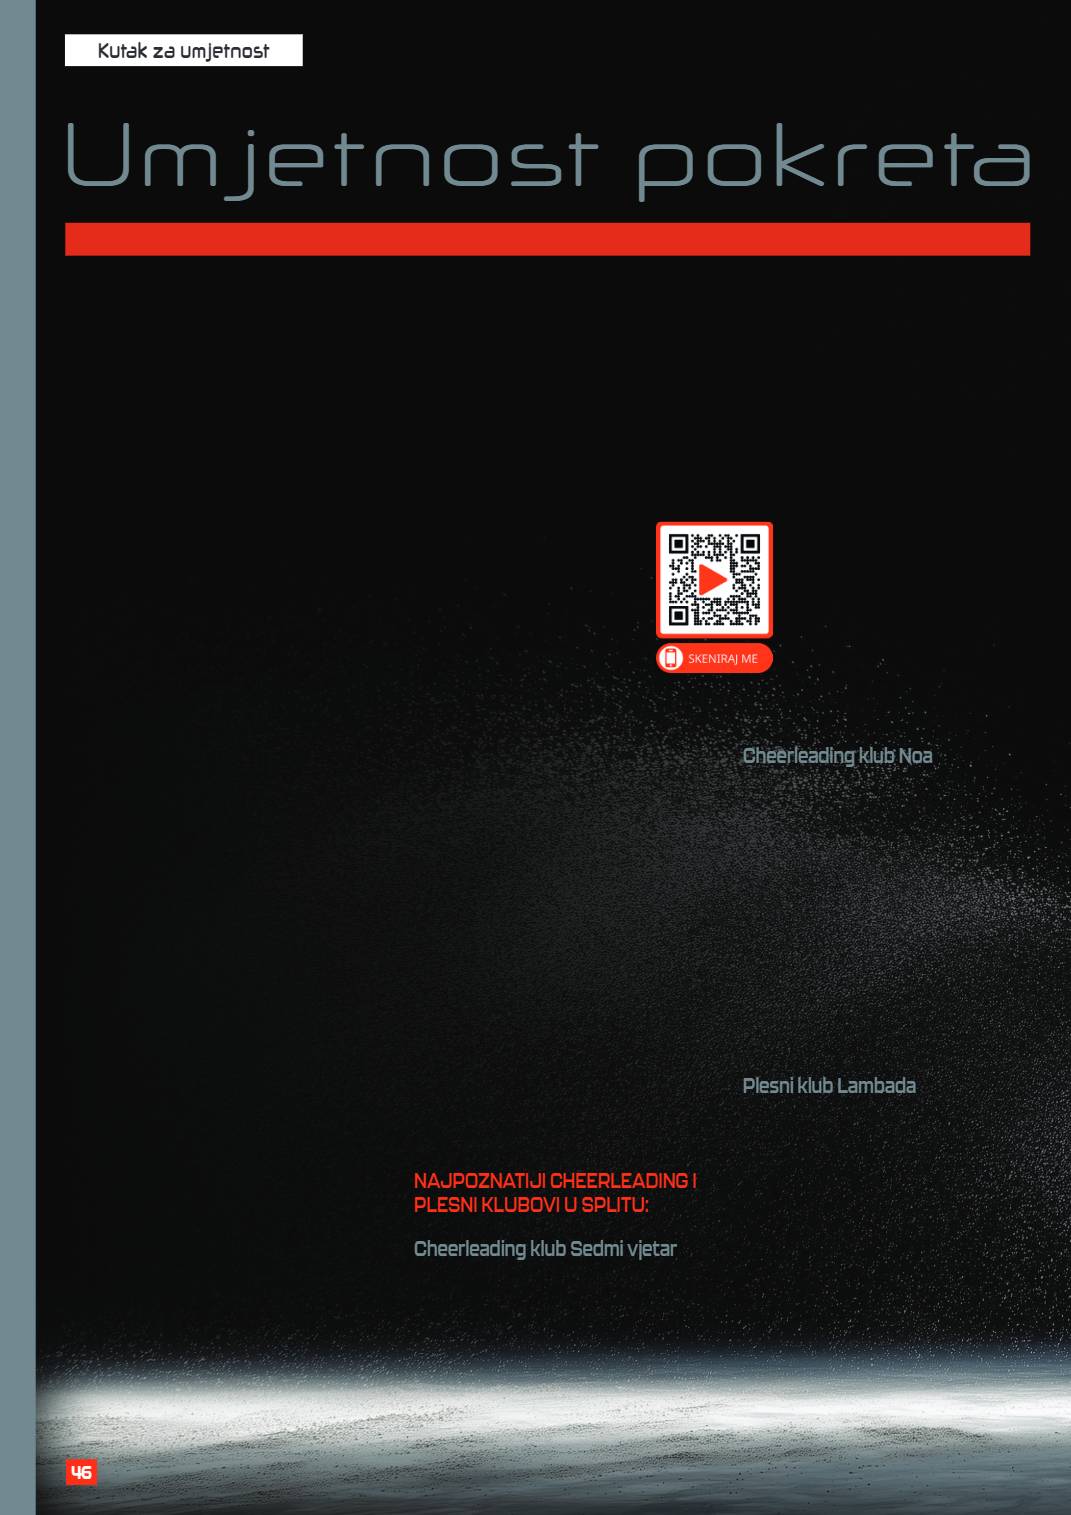 Kutak za umjetnost
Umjetnost pokreta
SKENIRAJ ME
Cheerleading klub Noa
Plesni klub Lambada
NAJPOZNATIJI CHEERLEADING I
PLESNI KLUBOVI U SPLITU:
Cheerleading klub Sedmi vjetar
46